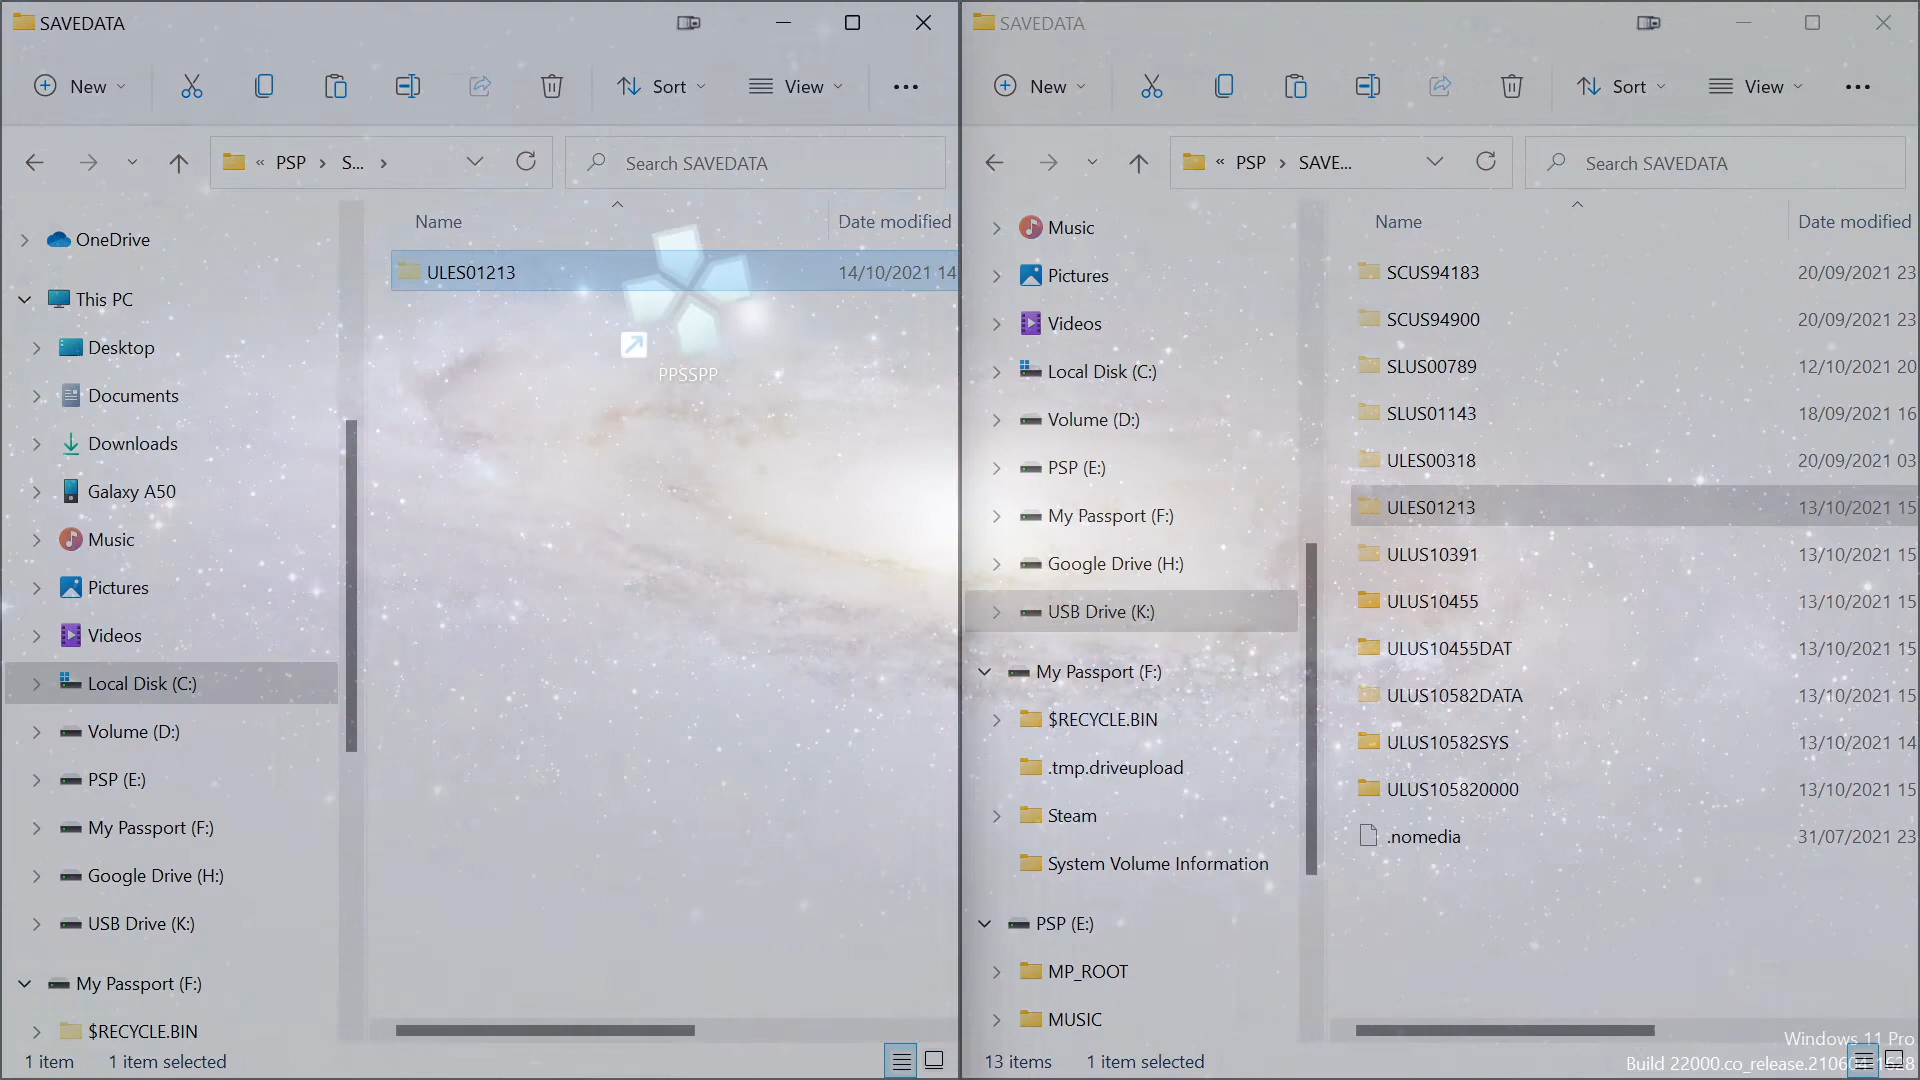 SAVEDATA
New
Sort
View
PSP
S...
Search SAVEDATA
Name
Date modified
ULES01213
14/10/2021 14
PPSSPP
OneDrive
This PC
Desktop
Documents
Downloads
Galaxy A50
Music
Pictures
Videos
Local Disk (C:)
Volume (D:)
PSP (E:)
My Passport (F:)
Google Drive (H:)
USB Drive (K:)
My Passport (F:)
$RECYCLE.BIN
1 item
1 item selected
SAVEDATA
New
Sort
View
PSP
SAVE...
Search SAVEDATA
Music
Pictures
Videos
Local Disk (C:)
Volume (D:)
PSP (E:)
My Passport (F:)
Google Drive (H:)
USB Drive (K:)
My Passport (F:)
$RECYCLE.BIN
.tmp.driveupload
Steam
System Volume Information
PSP (E:)
MP_ROOT
MUSIC
Name
Date modified
SCUS94183
20/09/2021 23
SCUS94900
20/09/2021 23
SLUS00789
12/10/2021 20
SLUS01143
18/09/2021 16
ULES00318
20/09/2021 03
ULES01213
13/10/2021 15
ULUS10391
13/10/2021 15
ULUS10455
13/10/2021 15
ULUS10455DAT
13/10/2021 15
ULUS10582DATA
13/10/2021 15
ULUS10582SYS
13/10/2021 14
ULUS105820000
13/10/2021 15
.nomedia
31/07/2021 23
13 items
1 item selected
Windows 11 Pro
Build 22000.co_release.210604-1628